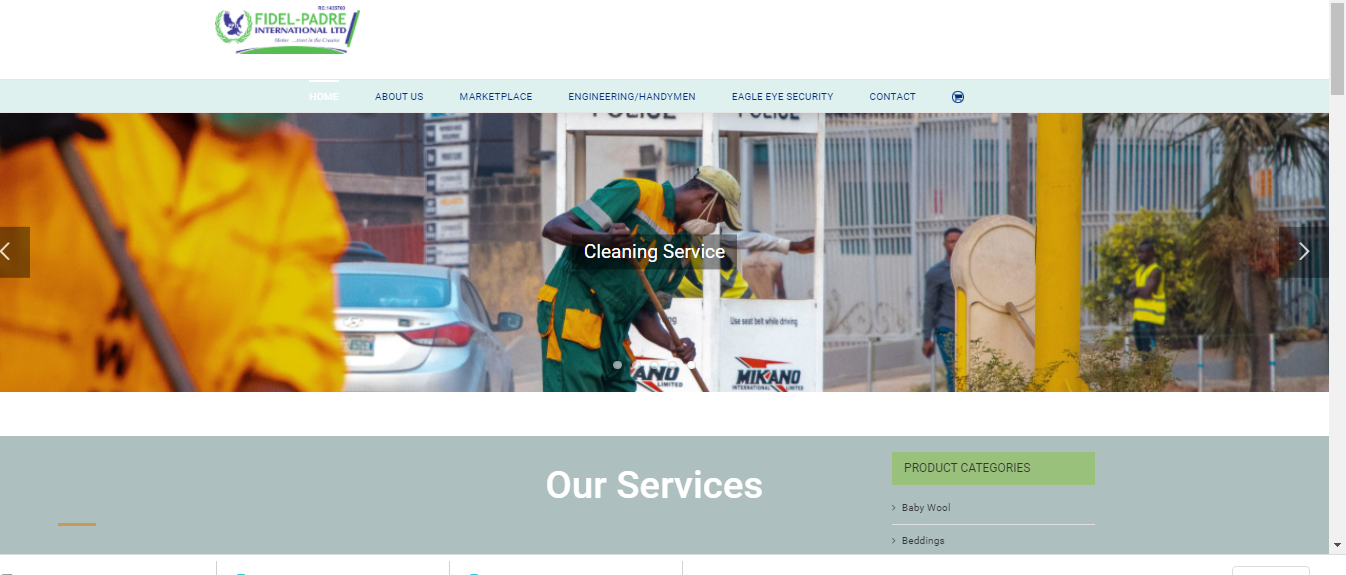 RC:1435760
FIDEL-PADRE
INTERNATIONAL LTD
Motto: ...trust in the Creator
HOME
ABOUT US
MARKETPLACE
ENGINEERING/HANDYMEN
EAGLE EYE SECURITY
CONTACT
POLICE
POLICE
Cleaning Service
Use seat belt while driving
LIMITED
MIKANO
INTERNATIONAL LIMITED
Our Services
PRODUCT CATEGORIES
Baby Wool
Beddings